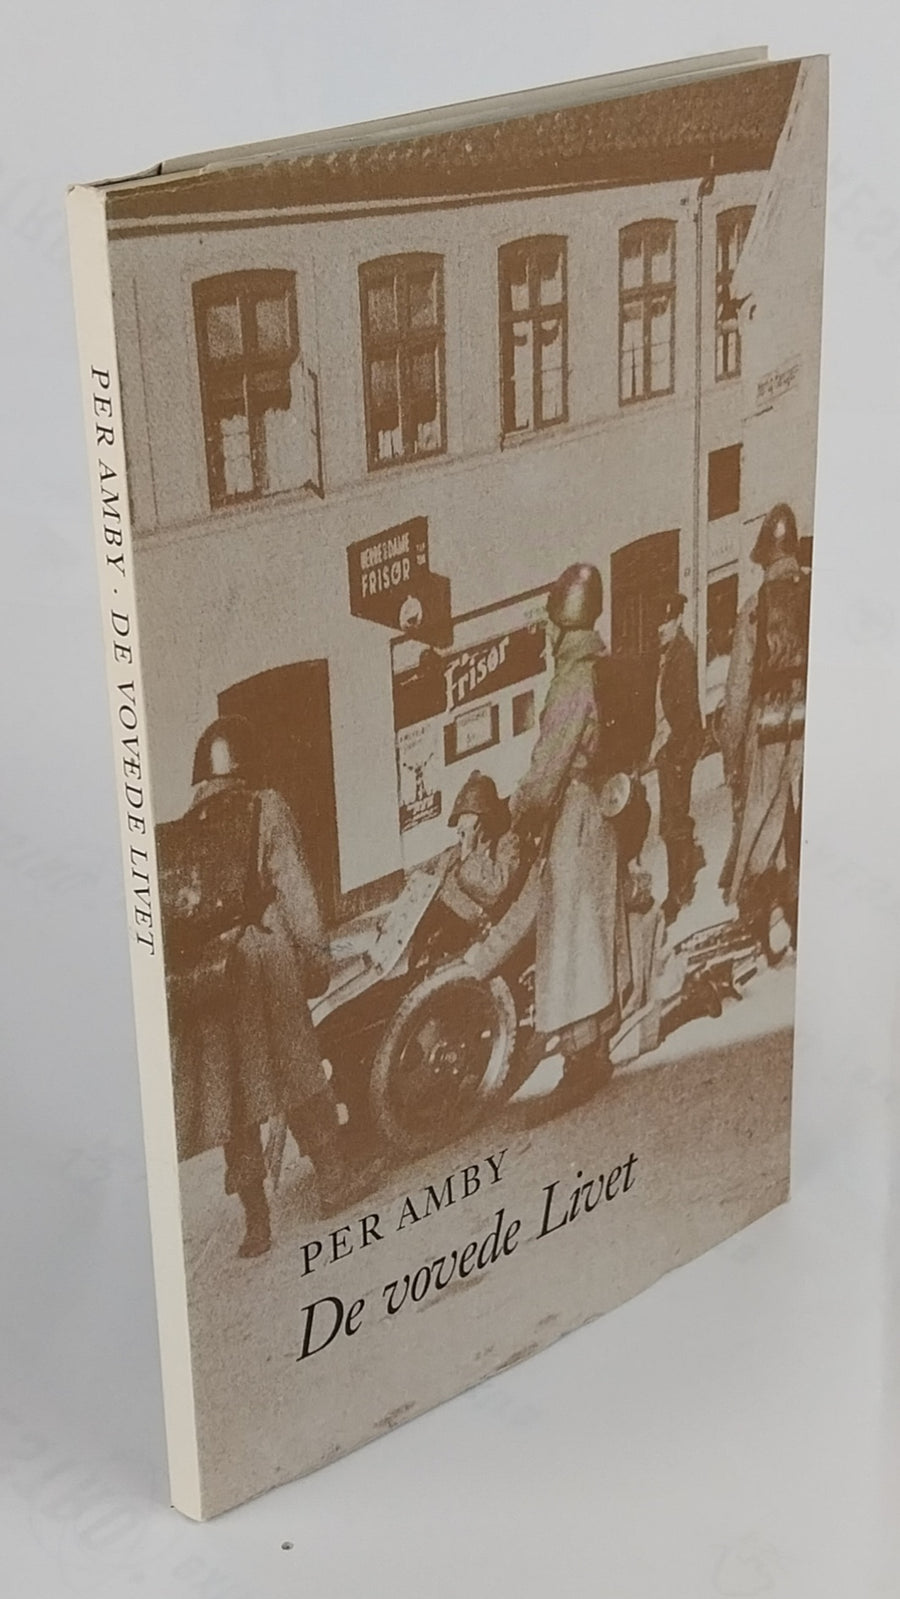 PER AMBY · DE VOVEDE LIVET
HERRE & DAME
FRISØR
Frisør
PER AMBY
De vovede Livet